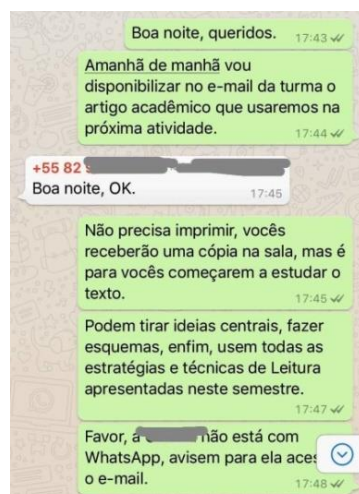 Boa noite, queridos. 17:43
Amanhã de manhã vou
disponibilizar no e-mail da turma o
artigo acadêmico que usaremos na
próxima atividade. 17:44
+55 82
Boa noite, OK. 17:45
Não precisa imprimir, vocês
receberão uma cópia na sala, mas é
para vocês começarem a estudar o
texto. 17:45
Podem tirar ideias centrais, fazer
esquemas, enfim, usem todas as
estratégias e técnicas de Leitura
apresentadas neste semestre.
17:47
Favor, a não está com
WhatsApp, avisem para ela
o e-mail. 17:48